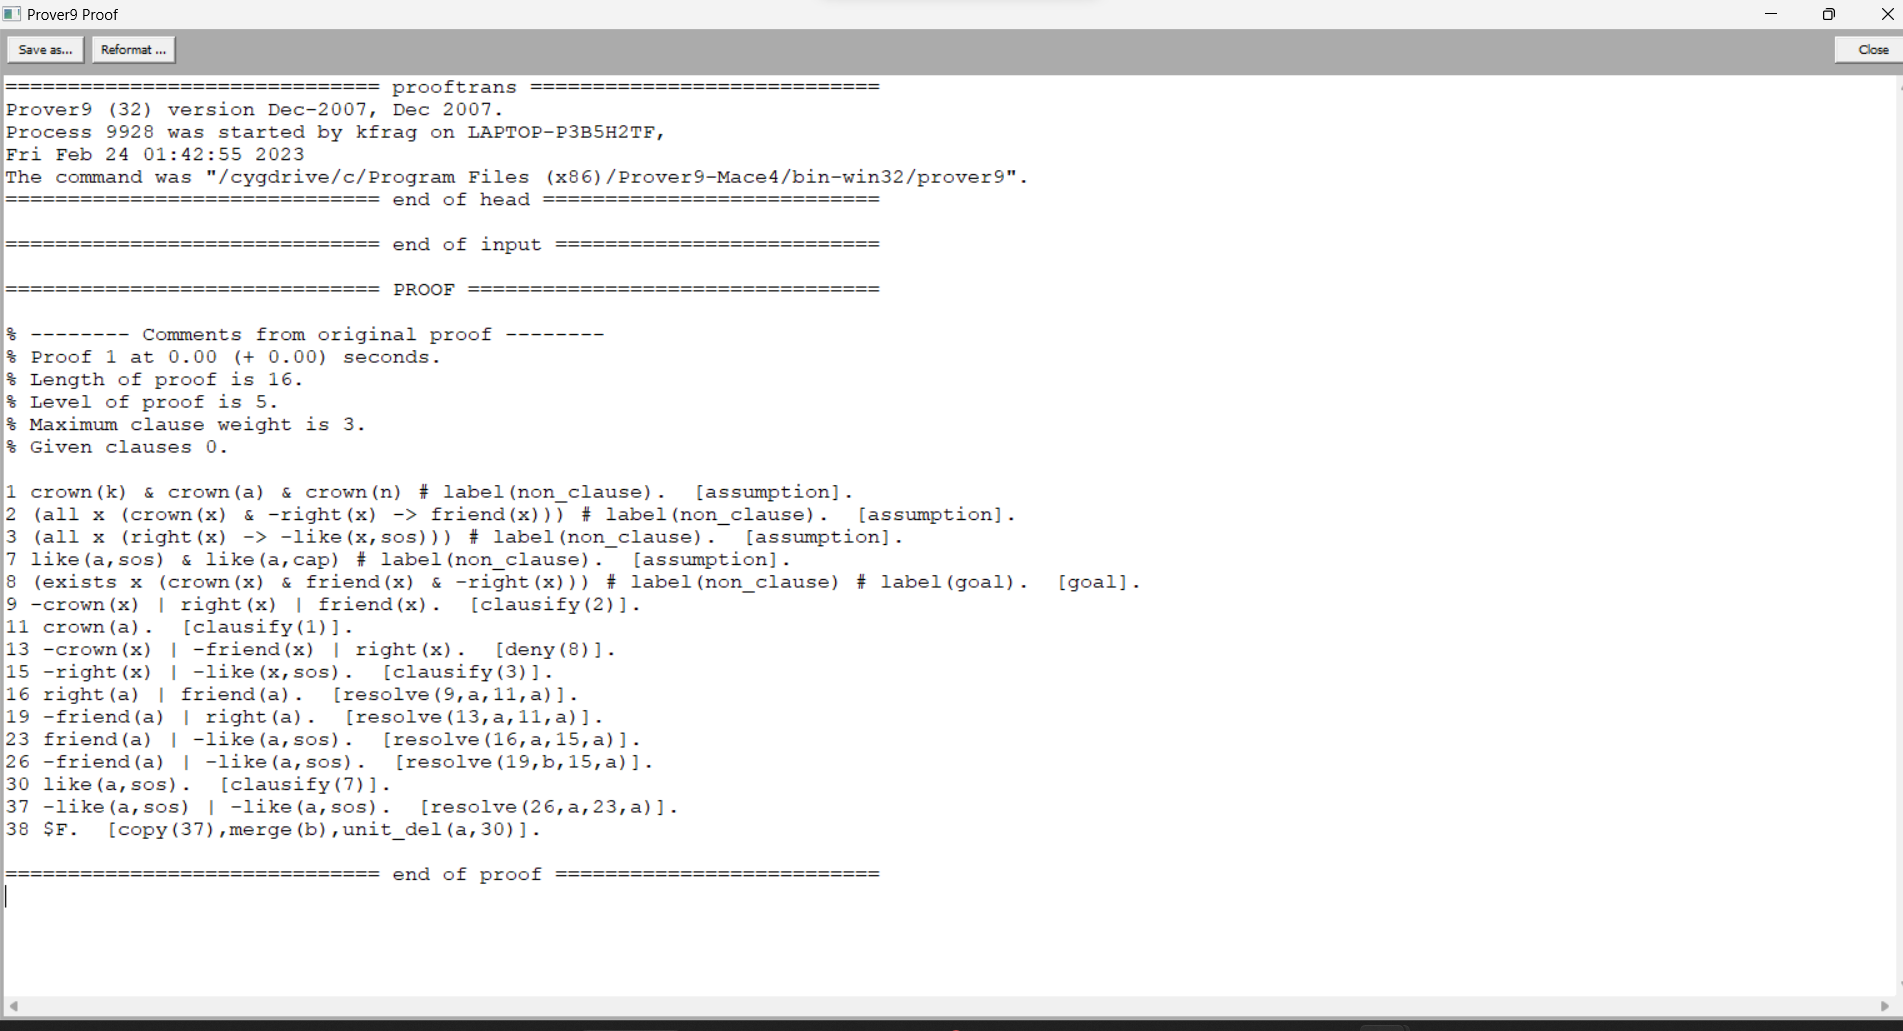 Prover9 Proof
Save as... Reformat ... Close
============================== prooftrans ============================
Prover9 (32) version Dec-2007, Dec 2007.
Process 9928 was started by kfrag on LAPTOP-P3B5H2TF,
Fri Feb 24 01:42:55 2023
The command was "/cygdrive/c/Program Files (x86)/Prover9-Mace4/bin-win32/prover9".
============================== end of head ===========================
============================== end of input ==========================
============================== PROOF =================================
% -------- Comments from original proof --------
% Proof 1 at 0.00 (+ 0.00) seconds.
% Length of proof is 16.
% Level of proof is 5.
% Maximum clause weight is 3.
% Given clauses 0.
1 crown(k) & crown(a) & crown(n) # label(non_clause).  [assumption].
2 (all x (crown(x) & -right(x) -> friend(x))) # label(non_clause).  [assumption].
3 (all x (right(x) -> -like(x,sos))) # label(non_clause).  [assumption].
7 like(a,sos) & like(a,cap) # label(non_clause).  [assumption].
8 (exists x (crown(x) & friend(x) & -right(x))) # label(non_clause) # label(goal).  [goal].
9 -crown(x) | right(x) | friend(x).  [clausify(2)].
11 crown(a).  [clausify(1)].
13 -crown(x) | -friend(x) | right(x).  [deny(8)].
15 -right(x) | -like(x,sos).  [clausify(3)].
16 right(a) | friend(a).  [resolve(9,a,11,a)].
19 -friend(a) | right(a).  [resolve(13,a,11,a)].
23 friend(a) | -like(a,sos).  [resolve(16,a,15,a)].
26 -friend(a) | -like(a,sos).  [resolve(19,b,15,a)].
30 like(a,sos).  [clausify(7)].
37 -like(a,sos) | -like(a,sos).  [resolve(26,a,23,a)].
38 $F.  [copy(37),merge(b),unit_del(a,30)].
============================== end of proof ==========================